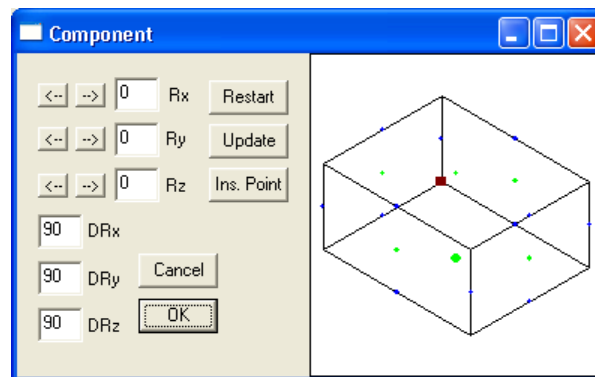 Component
<-- --> 0 Rx Restart
<-- --> 0 Ry Update
<-- --> 0 Rz Ins. Point
90 DRx
90 DRy Cancel
90 DRz OK